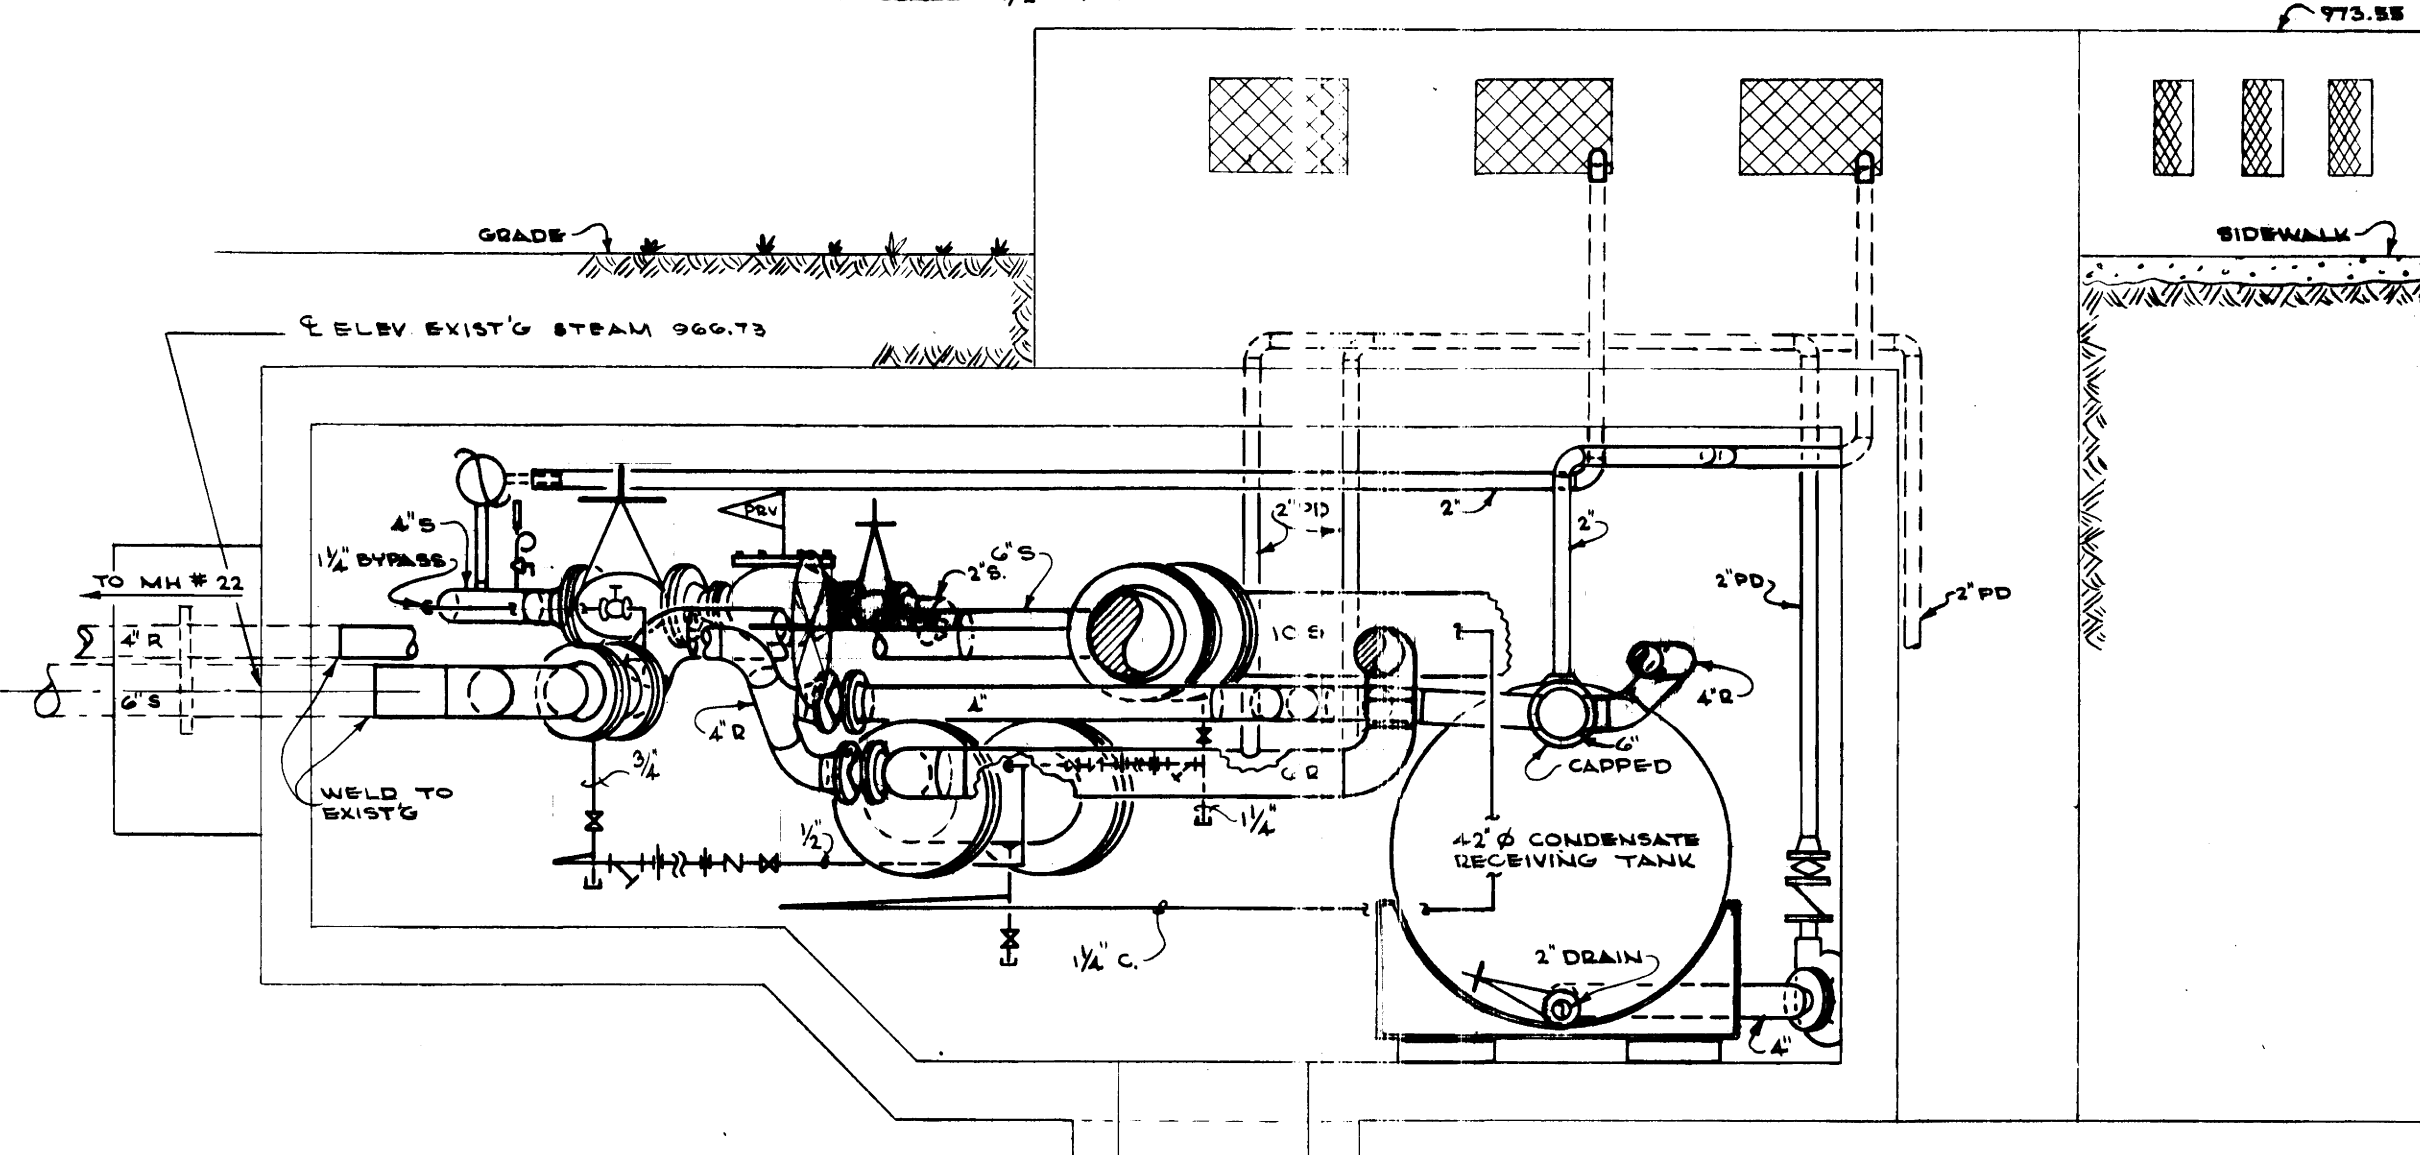 973.55
GRADE
SIDEWALK
℄ ELEV. EXIST'G STEAM 966.73
PRV
4"S
1¼" BYPASS
2"PD
2"
2"
6"S
2"S.
TO MH # 22
2"PD
2"PD
4"R
6"S
4"
4"R
4"R
6"
CAPPED
3/4"
WELD TO
EXIST'G
1/2"
1¼"
42" Ø CONDENSATE
RECEIVING TANK
1¼" C.
2" DRAIN
4"